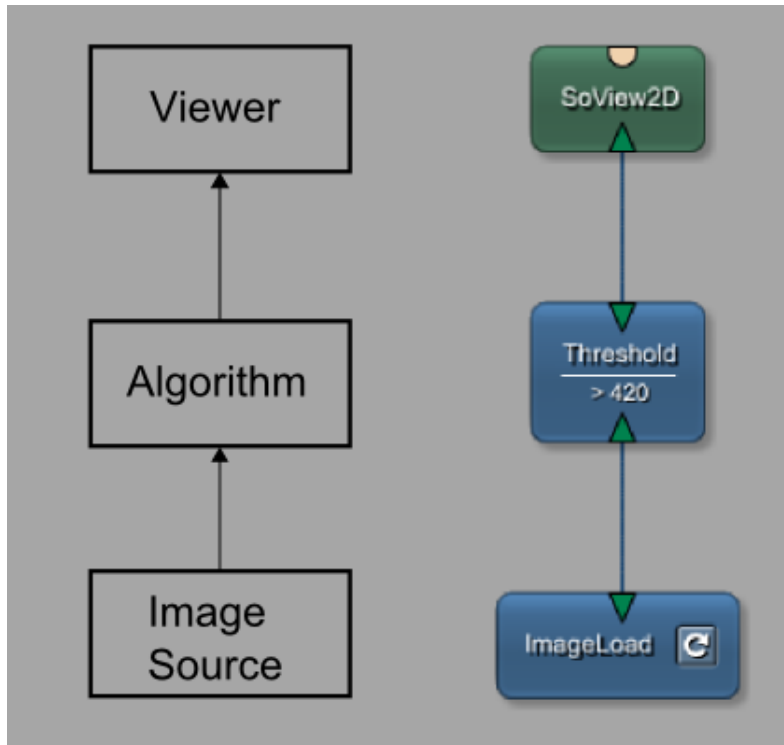 Viewer
Algorithm
Image
Source
SoView2D
Threshold
> 420
ImageLoad